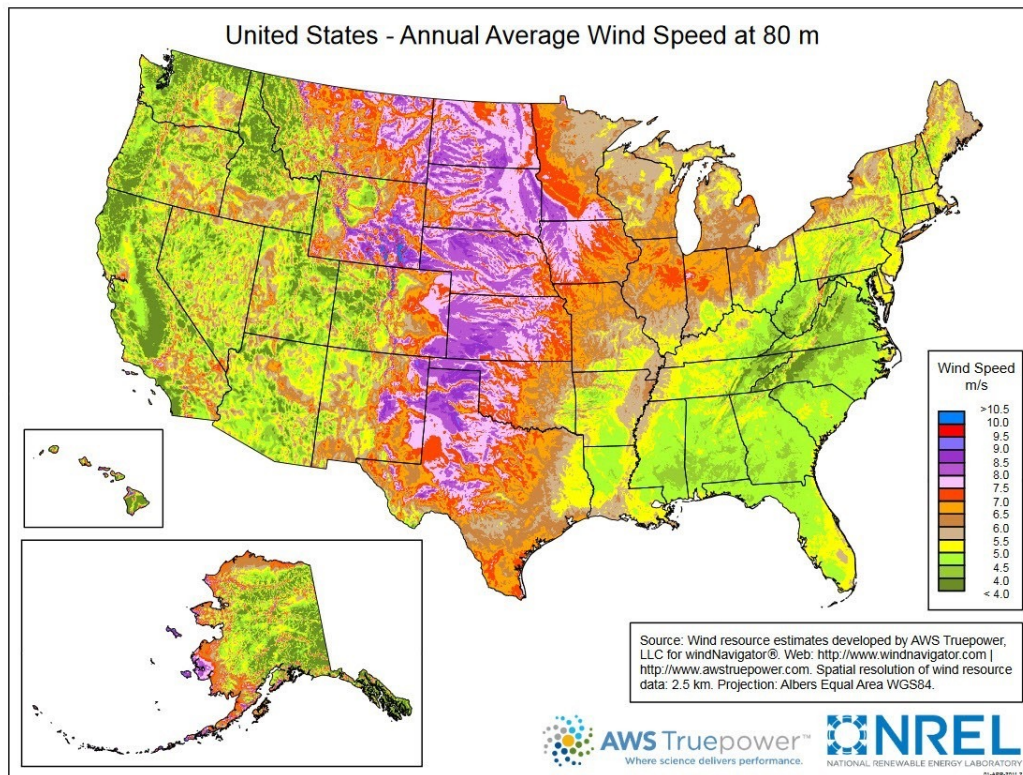 United States - Annual Average Wind Speed at 80 m
Wind Speed
m/s
>10.5
10.0
9.5
9.0
8.5
8.0
7.5
7.0
6.5
6.0
5.5
5.0
4.5
4.0
< 4.0
Source: Wind resource estimates developed by AWS Truepower,
LLC for windNavigator®. Web: http://www.windnavigator.com |
http://www.awstruepower.com. Spatial resolution of wind resource
data: 2.5 km. Projection: Albers Equal Area WGS84.
AWS Truepower™
Where science delivers performance.
NREL
NATIONAL RENEWABLE ENERGY LABORATORY